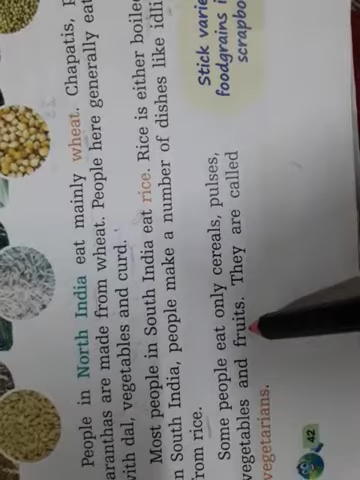 People in North India eat mainly wheat. Chapatis,
aranthas are made from wheat. People here generally eat
with dal, vegetables and curd.
Most people in South India eat rice. Rice is either boiled
n South India, people make a number of dishes like idli
from rice.
Stick varie
foodgrains i
scrapbo
Some people eat only cereals, pulses,
vegetables and fruits. They are called
vegetarians.
42